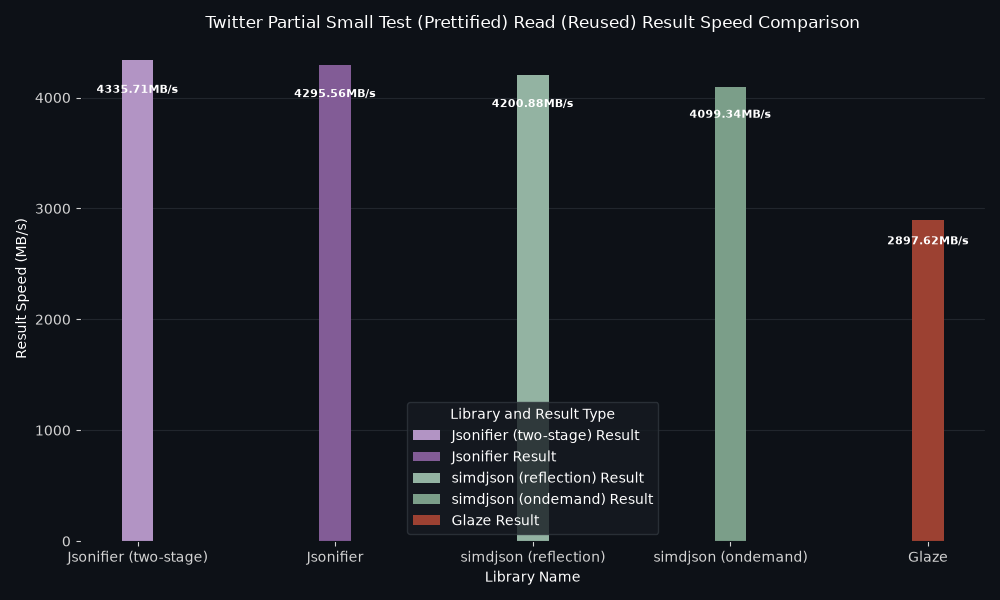 Twitter Partial Small Test (Prettified) Read (Reused) Result Speed Comparison
4335.71MB/s
4295.56MB/s
4200.88MB/s
4099.34MB/s
2897.62MB/s
Result Speed (MB/s)
4000
3000
2000
1000
0
Library and Result Type
Jsonifier (two-stage) Result
Jsonifier Result
simdjson (reflection) Result
simdjson (ondemand) Result
Glaze Result
Jsonifier (two-stage)
Jsonifier
simdjson (reflection)
simdjson (ondemand)
Glaze
Library Name